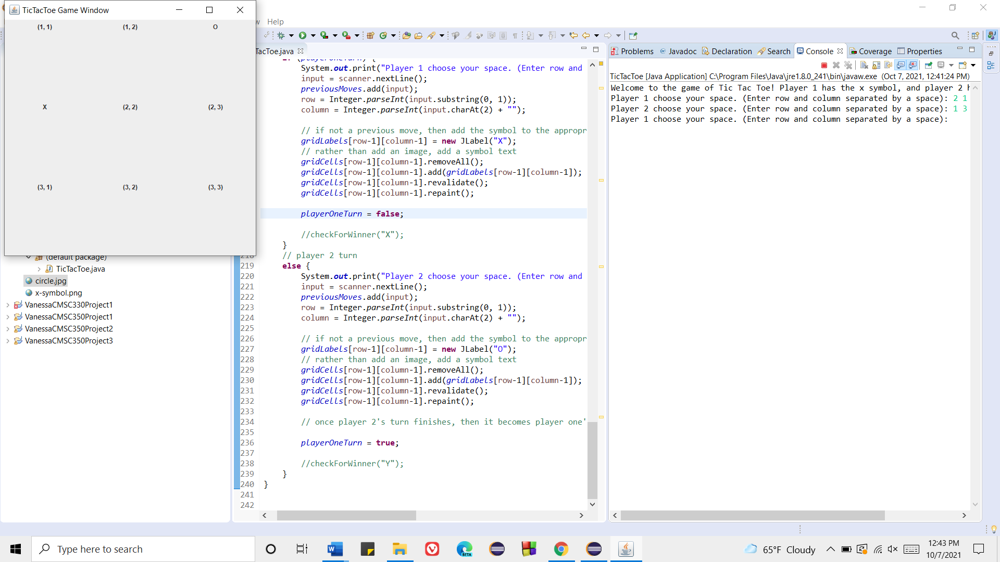 TicTacToe Game Window
(1, 1) (1, 2) O
X (2, 2) (2, 3)
(3, 1) (3, 2) (3, 3)
Help
TacToe.java
(default package)
TicTacToe.java
circle.jpg
x-symbol.png
VanessaCMSC330Project1
VanessaCMSC350Project1
VanessaCMSC350Project2
VanessaCMSC350Project3
System.out.print("Player 1 choose your space. (Enter row and
input = scanner.nextLine();
previousMoves.add(input);
row = Integer.parseInt(input.substring(0, 1));
column = Integer.parseInt(input.charAt(2) + "");
// if not a previous move, then add the symbol to the appropr
gridLabels[row-1][column-1] = new JLabel("X");
// rather than add an image, add a symbol text
gridCells[row-1][column-1].removeAll();
gridCells[row-1][column-1].add(gridLabels[row-1][column-1]);
gridCells[row-1][column-1].revalidate();
gridCells[row-1][column-1].repaint();
playerOneTurn = false;
//checkForWinner("X");
}
// player 2 turn
219 else {
220 System.out.print("Player 2 choose your space. (Enter row and
221 input = scanner.nextLine();
222 previousMoves.add(input);
223 row = Integer.parseInt(input.substring(0, 1));
224 column = Integer.parseInt(input.charAt(2) + "");
225
226 // if not a previous move, then add the symbol to the appropr
227 gridLabels[row-1][column-1] = new JLabel("O");
228 // rather than add an image, add a symbol text
229 gridCells[row-1][column-1].removeAll();
230 gridCells[row-1][column-1].add(gridLabels[row-1][column-1]);
231 gridCells[row-1][column-1].revalidate();
232 gridCells[row-1][column-1].repaint();
233
234 // once player 2's turn finishes, then it becomes player one'
235
236 playerOneTurn = true;
237
238 //checkForWinner("Y");
239 }
240 }
241
242
Problems Javadoc Declaration Search Console Coverage Properties
TicTacToe [Java Application] C:\Program Files\Java\jre1.8.0_241\bin\javaw.exe (Oct 7, 2021, 12:41:24 PM)
Welcome to the game of Tic Tac Toe! Player 1 has the x symbol, and player 2 h
Player 1 choose your space. (Enter row and column separated by a space): 2 1
Player 2 choose your space. (Enter row and column separated by a space): 1 3
Player 1 choose your space. (Enter row and column separated by a space):
Type here to search
BETA
65°F Cloudy
12:43 PM
10/7/2021